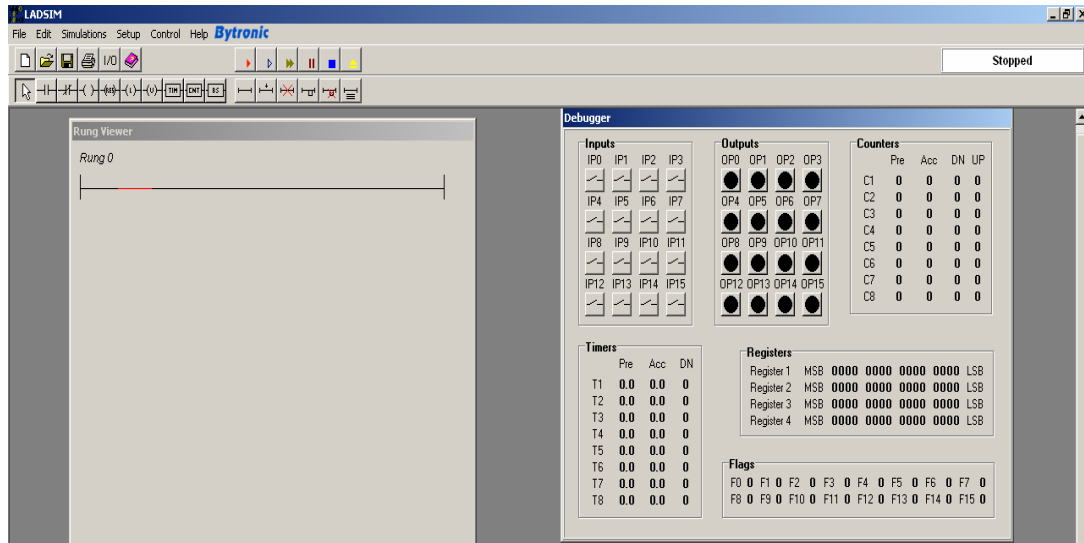 LADSIM
File Edit Simulations Setup Control Help Bytronic
I/O
Stopped
TIM CNT BS
Rung Viewer
Rung 0
Debugger
Inputs
IP0 IP1 IP2 IP3
IP4 IP5 IP6 IP7
IP8 IP9 IP10 IP11
IP12 IP13 IP14 IP15
Outputs
OP0 OP1 OP2 OP3
OP4 OP5 OP6 OP7
OP8 OP9 OP10 OP11
OP12 OP13 OP14 OP15
Counters
Pre Acc DN UP
C1 0 0 0 0
C2 0 0 0 0
C3 0 0 0 0
C4 0 0 0 0
C5 0 0 0 0
C6 0 0 0 0
C7 0 0 0 0
C8 0 0 0 0
Timers
Pre Acc DN
T1 0.0 0.0 0
T2 0.0 0.0 0
T3 0.0 0.0 0
T4 0.0 0.0 0
T5 0.0 0.0 0
T6 0.0 0.0 0
T7 0.0 0.0 0
T8 0.0 0.0 0
Registers
Register 1 MSB 0000 0000 0000 0000 LSB
Register 2 MSB 0000 0000 0000 0000 LSB
Register 3 MSB 0000 0000 0000 0000 LSB
Register 4 MSB 0000 0000 0000 0000 LSB
Flags
F0 0 F1 0 F2 0 F3 0 F4 0 F5 0 F6 0 F7 0
F8 0 F9 0 F10 0 F11 0 F12 0 F13 0 F14 0 F15 0